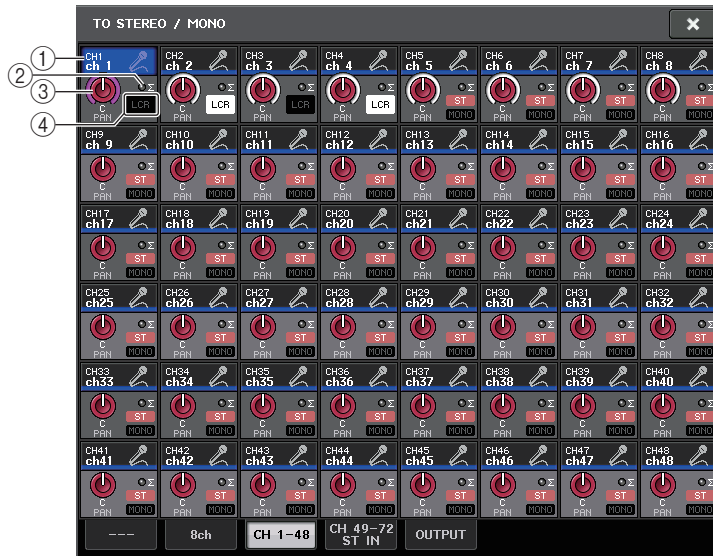 TO STEREO / MONO ×
① CH1 CH2 CH3 CH4 CH5 CH6 CH7 CH8
ch 1 ch 2 ch 3 ch 4 ch 5 ch 6 ch 7 ch 8
② Σ Σ Σ Σ Σ Σ Σ Σ
③ LCR LCR LCR LCR ST ST ST ST
④ C C C C C MONO C MONO C MONO C MONO
PAN PAN PAN PAN PAN PAN PAN PAN
CH9 CH10 CH11 CH12 CH13 CH14 CH15 CH16
ch 9 ch10 ch11 ch12 ch13 ch14 ch15 ch16
Σ Σ Σ Σ Σ Σ Σ Σ
ST ST ST ST ST ST ST ST
C MONO C MONO C MONO C MONO C MONO C MONO C MONO C MONO
PAN PAN PAN PAN PAN PAN PAN PAN
CH17 CH18 CH19 CH20 CH21 CH22 CH23 CH24
ch17 ch18 ch19 ch20 ch21 ch22 ch23 ch24
Σ Σ Σ Σ Σ Σ Σ Σ
ST ST ST ST ST ST ST ST
C MONO C MONO C MONO C MONO C MONO C MONO C MONO C MONO
PAN PAN PAN PAN PAN PAN PAN PAN
CH25 CH26 CH27 CH28 CH29 CH30 CH31 CH32
ch25 ch26 ch27 ch28 ch29 ch30 ch31 ch32
Σ Σ Σ Σ Σ Σ Σ Σ
ST ST ST ST ST ST ST ST
C MONO C MONO C MONO C MONO C MONO C MONO C MONO C MONO
PAN PAN PAN PAN PAN PAN PAN PAN
CH33 CH34 CH35 CH36 CH37 CH38 CH39 CH40
ch33 ch34 ch35 ch36 ch37 ch38 ch39 ch40
Σ Σ Σ Σ Σ Σ Σ Σ
ST ST ST ST ST ST ST ST
C MONO C MONO C MONO C MONO C MONO C MONO C MONO C MONO
PAN PAN PAN PAN PAN PAN PAN PAN
CH41 CH42 CH43 CH44 CH45 CH46 CH47 CH48
ch41 ch42 ch43 ch44 ch45 ch46 ch47 ch48
Σ Σ Σ Σ Σ Σ Σ Σ
ST ST ST ST ST ST ST ST
C MONO C MONO C MONO C MONO C MONO C MONO C MONO C MONO
PAN PAN PAN PAN PAN PAN PAN PAN
--- 8ch CH 1-48 CH 49-72 OUTPUT
ST IN